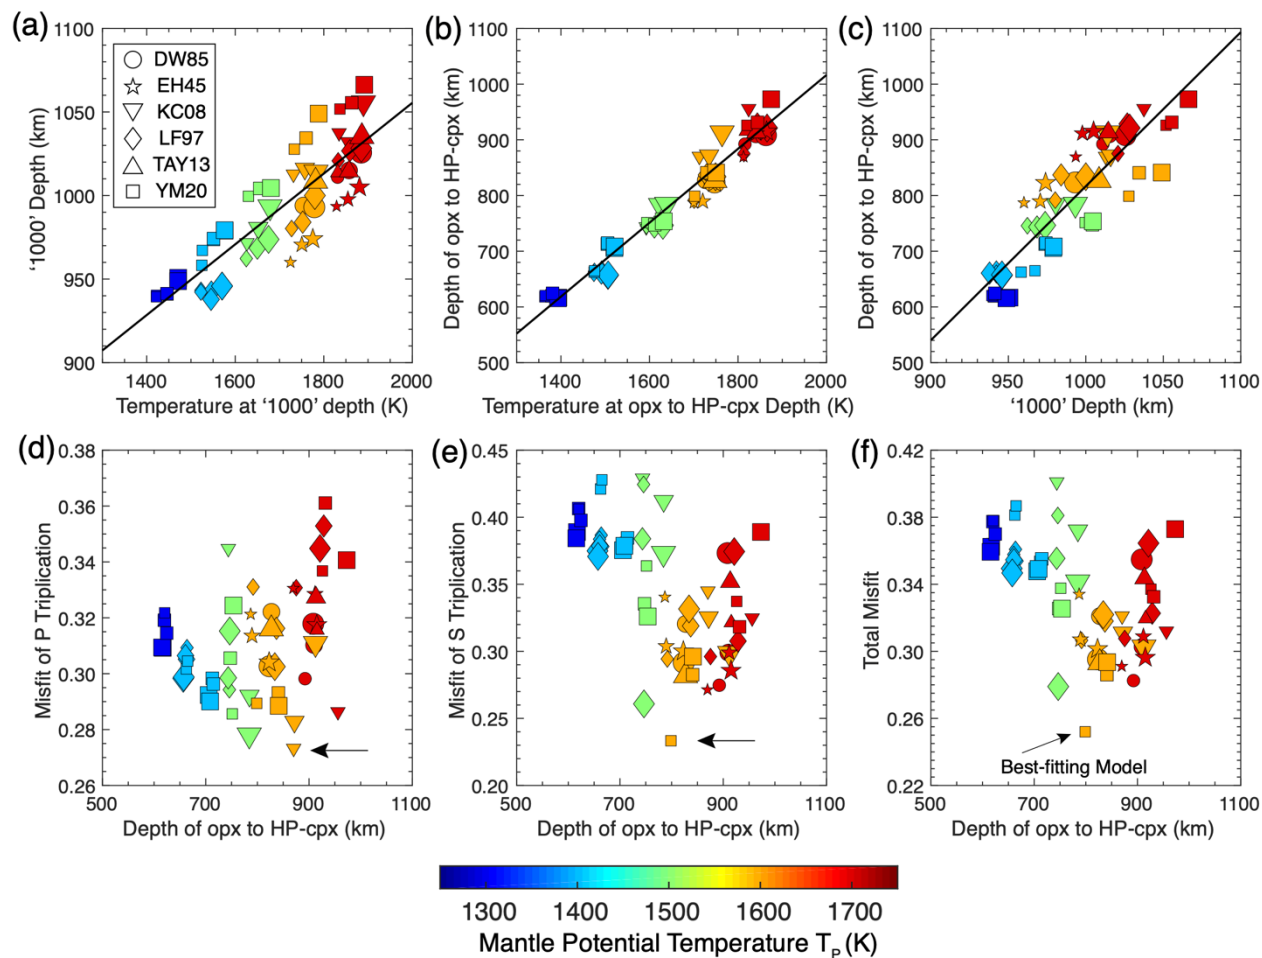 (a)
1100
1050
1000
950
900
'1000' Depth (km)
DW85
EH45
KC08
LF97
TAY13
YM20
1400 1600 1800 2000
Temperature at '1000' depth (K)
(b)
1100
1000
900
800
700
600
500
Depth of opx to HP-cpx (km)
1400 1600 1800 2000
Temperature at opx to HP-cpx Depth (K)
(c)
1100
1000
900
800
700
600
500
Depth of opx to HP-cpx (km)
900 950 1000 1050 1100
'1000' Depth (km)
(d)
0.38
0.36
0.34
0.32
0.30
0.28
0.26
Misfit of P Triplication
500 700 900 1100
Depth of opx to HP-cpx (km)
(e)
0.45
0.40
0.35
0.30
0.25
0.20
Misfit of S Triplication
500 700 900 1100
Depth of opx to HP-cpx (km)
(f)
0.42
0.38
0.34
0.30
0.26
0.22
Total Misfit
Best-fitting Model
500 700 900 1100
Depth of opx to HP-cpx (km)
1300 1400 1500 1600 1700
Mantle Potential Temperature TP (K)